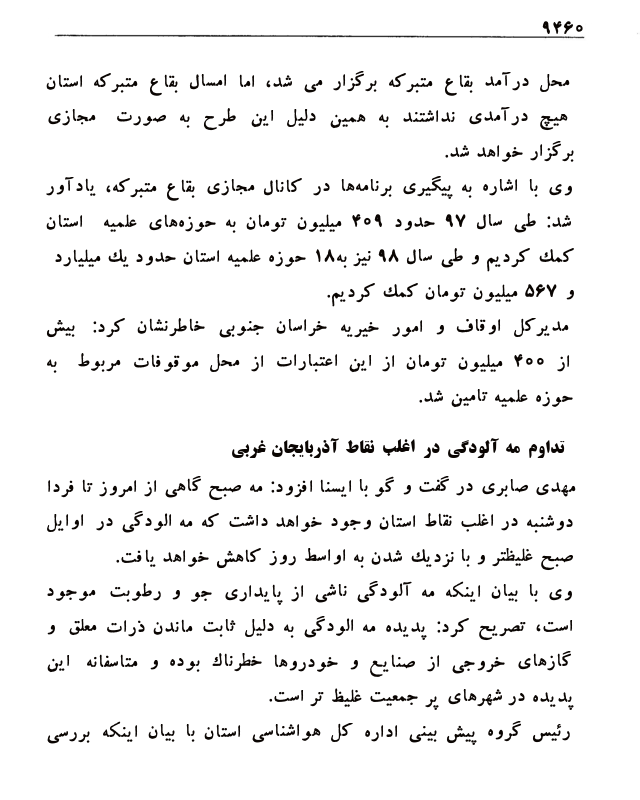 ۹۴۶۰
محل درآمد بقاع متبرکه برگزار می شد، اما امسال بقاع متبرکه استان
هیچ درآمدی نداشتند به همین دلیل این طرح به صورت مجازی
برگزار خواهد شد.
وی با اشاره به پیگیری برنامه‌ها در کانال مجازی بقاع متبرکه، یادآور
شد: طی سال ۹۷ حدود ۴۰۹ میلیون تومان به حوزه‌های علمیه استان
کمك کردیم و طی سال ۹۸ نیز به۱۸ حوزه علمیه استان حدود یك میلیارد
و ۵۶۷ میلیون تومان کمك کردیم.
مدیرکل اوقاف و امور خیریه خراسان جنوبی خاطرنشان کرد: بیش
از ۴۰۰ میلیون تومان از این اعتبارات از محل موقوفات مربوط به
حوزه علمیه تامین شد.
تداوم مه آلودگی در اغلب نقاط آذربایجان غربی
مهدی صابری در گفت و گو با ایسنا افزود: مه صبح گاهی از امروز تا فردا
دوشنبه در اغلب نقاط استان وجود خواهد داشت که مه الودگی در اوایل
صبح غلیظتر و با نزدیك شدن به اواسط روز کاهش خواهد یافت.
وی با بیان اینکه مه آلودگی ناشی از پایداری جو و رطوبت موجود
است، تصریح کرد: پدیده مه الودگی به دلیل ثابت ماندن ذرات معلق و
گازهای خروجی از صنایع و خودروها خطرناك بوده و متاسفانه این
پدیده در شهرهای پر جمعیت غلیظ تر است.
رئیس گروه پیش بینی اداره کل هواشناسی استان با بیان اینکه بررسی